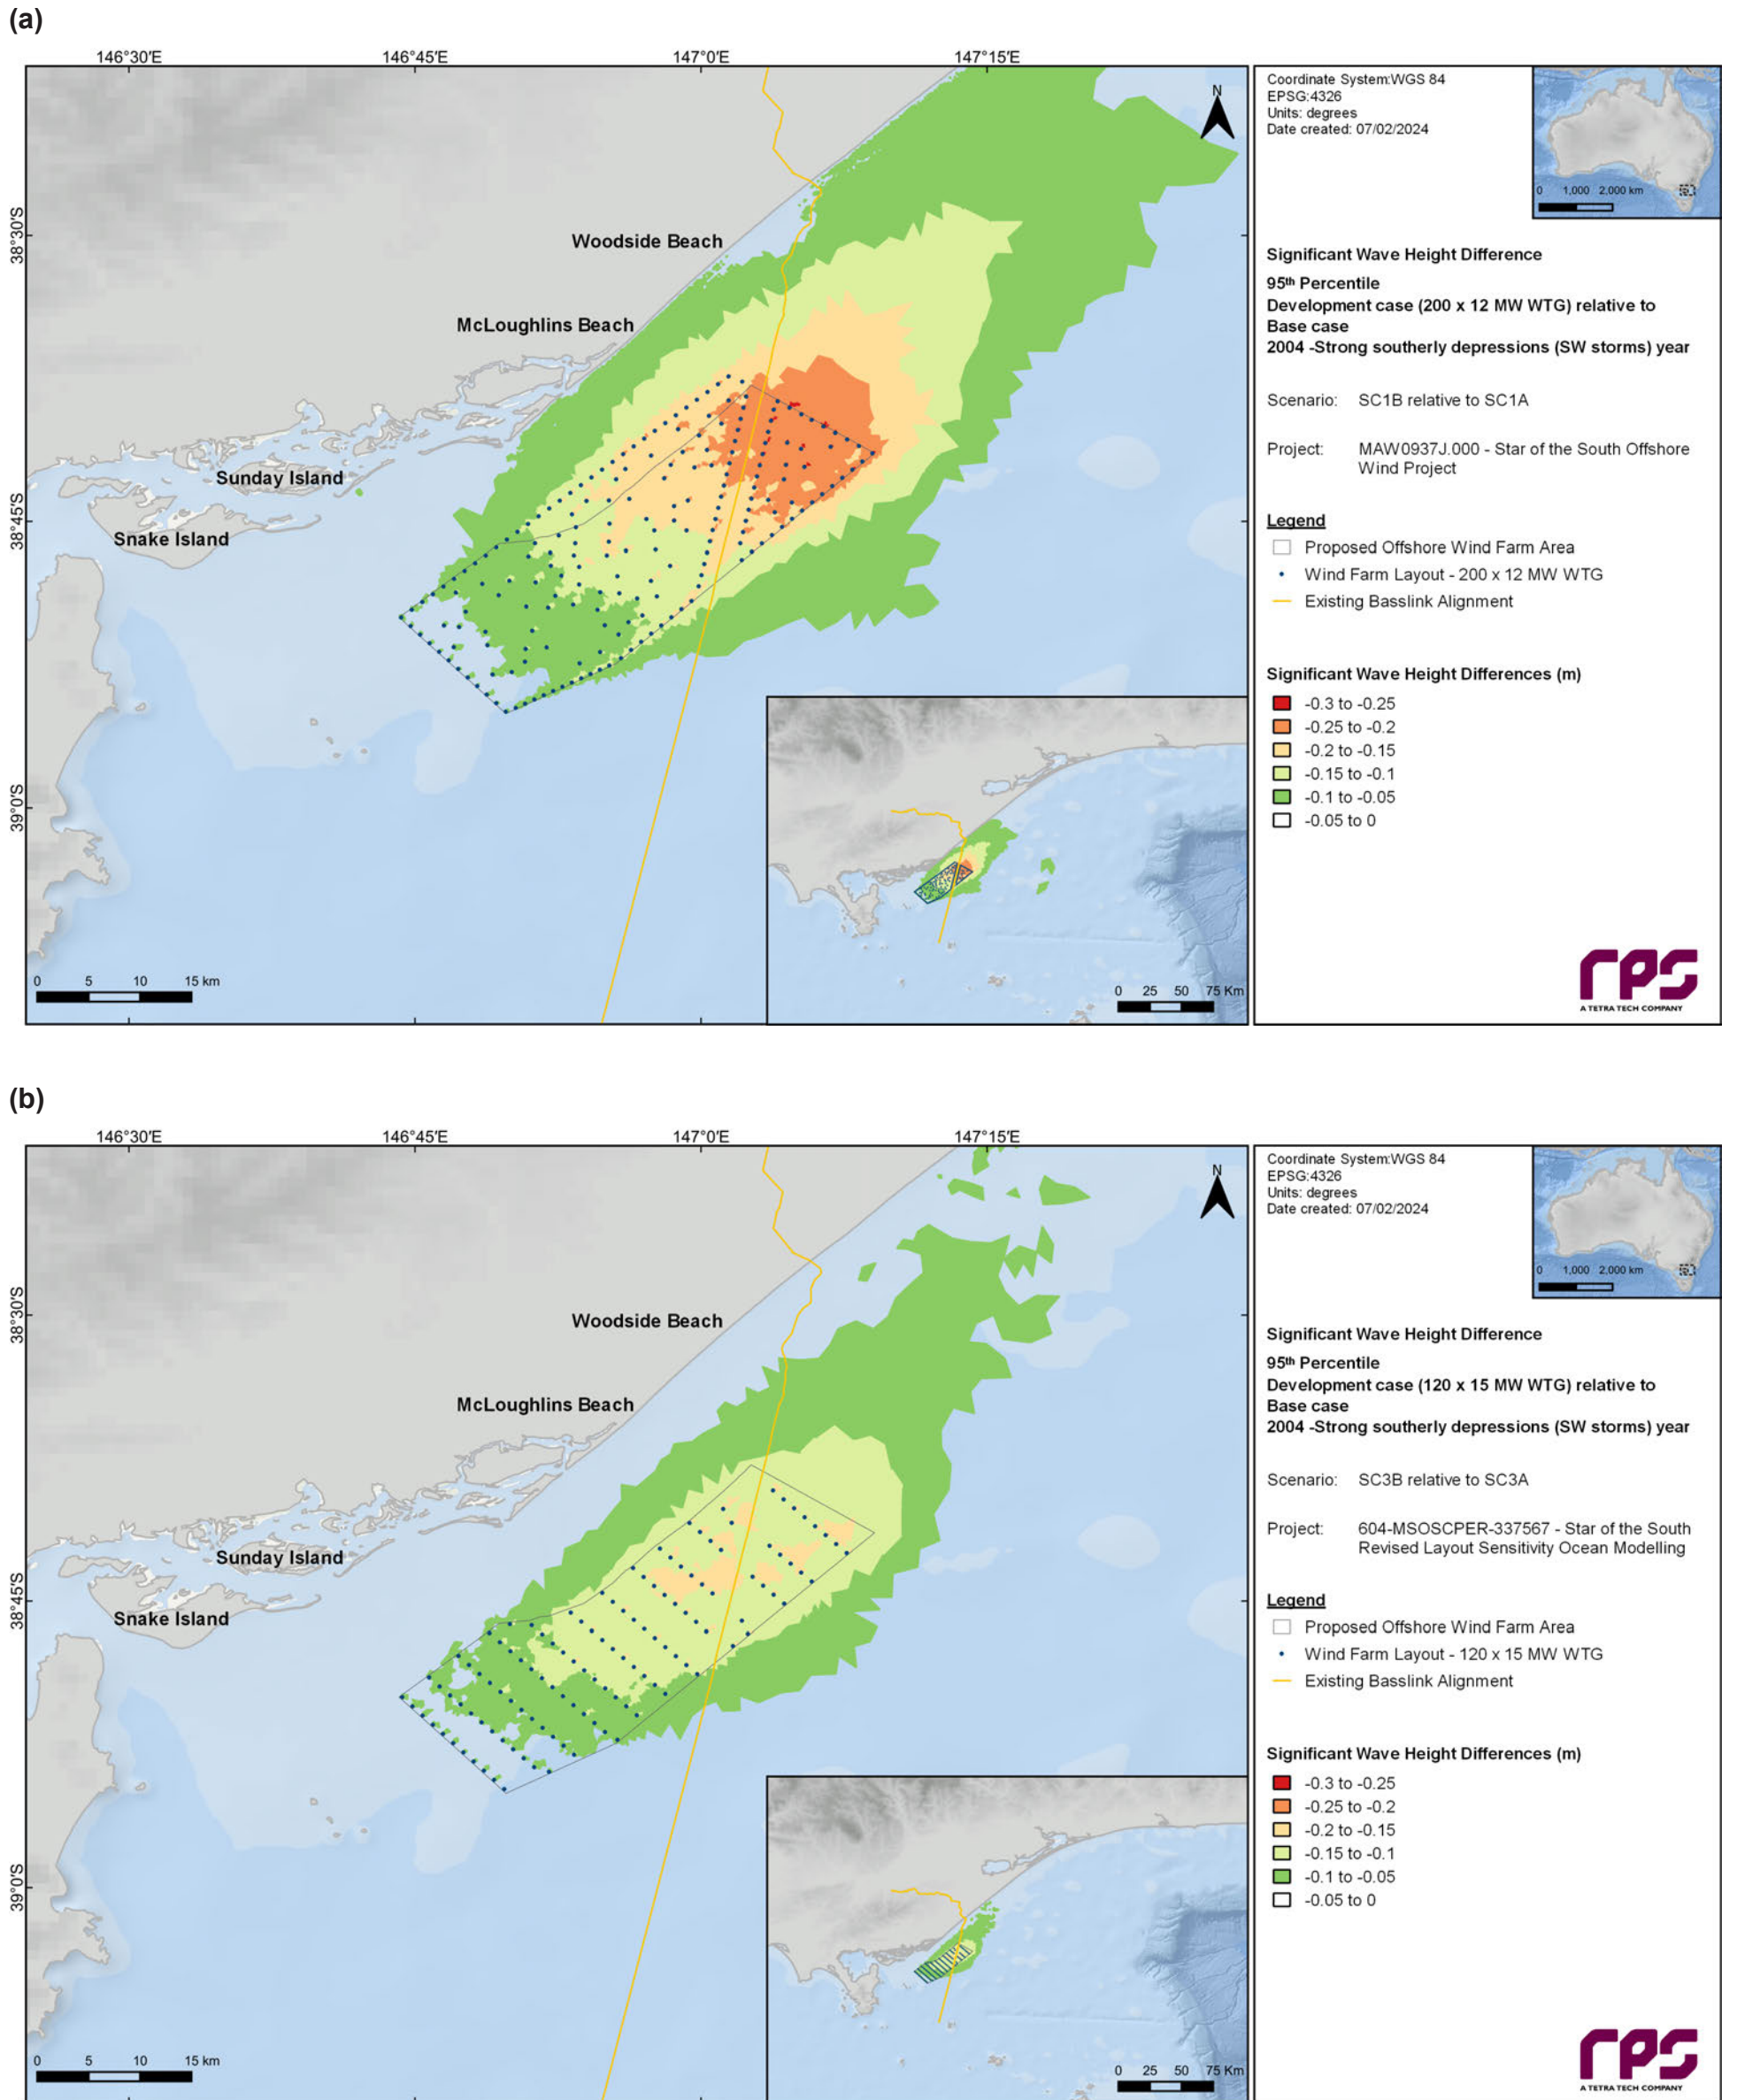 (a)
146°30'E 146°45'E 147°0'E 147°15'E
38°30'S
38°45'S
39°0'S
N
Woodside Beach
McLoughlins Beach
Sunday Island
Snake Island
0 5 10 15 km
0 25 50 75 Km
Coordinate System:WGS 84
EPSG:4326
Units: degrees
Date created: 07/02/2024
0 1,000 2,000 km
Significant Wave Height Difference
95th Percentile
Development case (200 x 12 MW WTG) relative to
Base case
2004 -Strong southerly depressions (SW storms) year
Scenario: SC1B relative to SC1A
Project: MAW0937J.000 - Star of the South Offshore
Wind Project
Legend
Proposed Offshore Wind Farm Area
Wind Farm Layout - 200 x 12 MW WTG
Existing Basslink Alignment
Significant Wave Height Differences (m)
-0.3 to -0.25
-0.25 to -0.2
-0.2 to -0.15
-0.15 to -0.1
-0.1 to -0.05
-0.05 to 0
rps
A TETRA TECH COMPANY
(b)
146°30'E 146°45'E 147°0'E 147°15'E
38°30'S
38°45'S
39°0'S
N
Woodside Beach
McLoughlins Beach
Sunday Island
Snake Island
0 5 10 15 km
0 25 50 75 Km
Coordinate System:WGS 84
EPSG:4326
Units: degrees
Date created: 07/02/2024
0 1,000 2,000 km
Significant Wave Height Difference
95th Percentile
Development case (120 x 15 MW WTG) relative to
Base case
2004 -Strong southerly depressions (SW storms) year
Scenario: SC3B relative to SC3A
Project: 604-MSOSCPER-337567 - Star of the South
Revised Layout Sensitivity Ocean Modelling
Legend
Proposed Offshore Wind Farm Area
Wind Farm Layout - 120 x 15 MW WTG
Existing Basslink Alignment
Significant Wave Height Differences (m)
-0.3 to -0.25
-0.25 to -0.2
-0.2 to -0.15
-0.15 to -0.1
-0.1 to -0.05
-0.05 to 0
rps
A TETRA TECH COMPANY